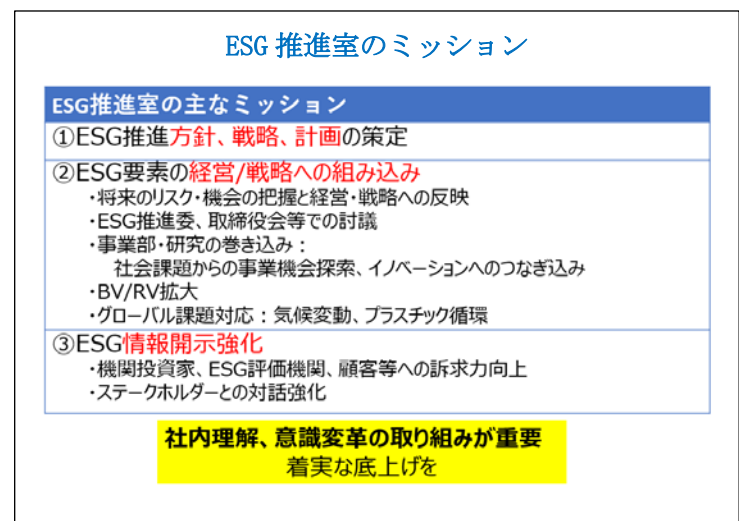 ESG 推進室のミッション
ESG推進室の主なミッション
①ESG推進方針、戦略、計画の策定
②ESG要素の経営/戦略への組み込み
・将来のリスク・機会の把握と経営・戦略への反映
・ESG推進委、取締役会等での討議
・事業部・研究の巻き込み：
社会課題からの事業機会探索、イノベーションへのつなぎ込み
・BV/RV拡大
・グローバル課題対応：気候変動、プラスチック循環
③ESG情報開示強化
・機関投資家、ESG評価機関、顧客等への訴求力向上
・ステークホルダーとの対話強化
社内理解、意識変革の取り組みが重要
着実な底上げを